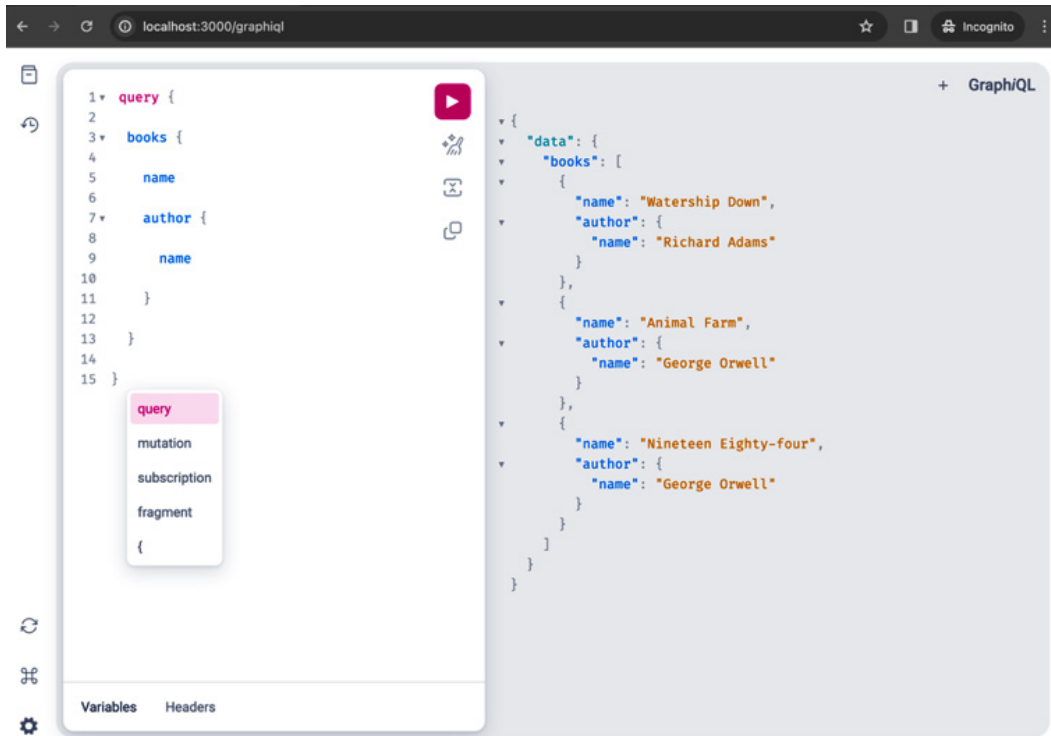 localhost:3000/graphiql
Incognito
GraphiQL
1 query {
2
3 books {
4
5 name
6
7 author {
8
9 name
10
11 }
12
13 }
14
15 }
query
mutation
subscription
fragment
{
Variables Headers
{
"data": {
"books": [
{
"name": "Watership Down",
"author": {
"name": "Richard Adams"
}
},
{
"name": "Animal Farm",
"author": {
"name": "George Orwell"
}
},
{
"name": "Nineteen Eighty-four",
"author": {
"name": "George Orwell"
}
}
]
}
}